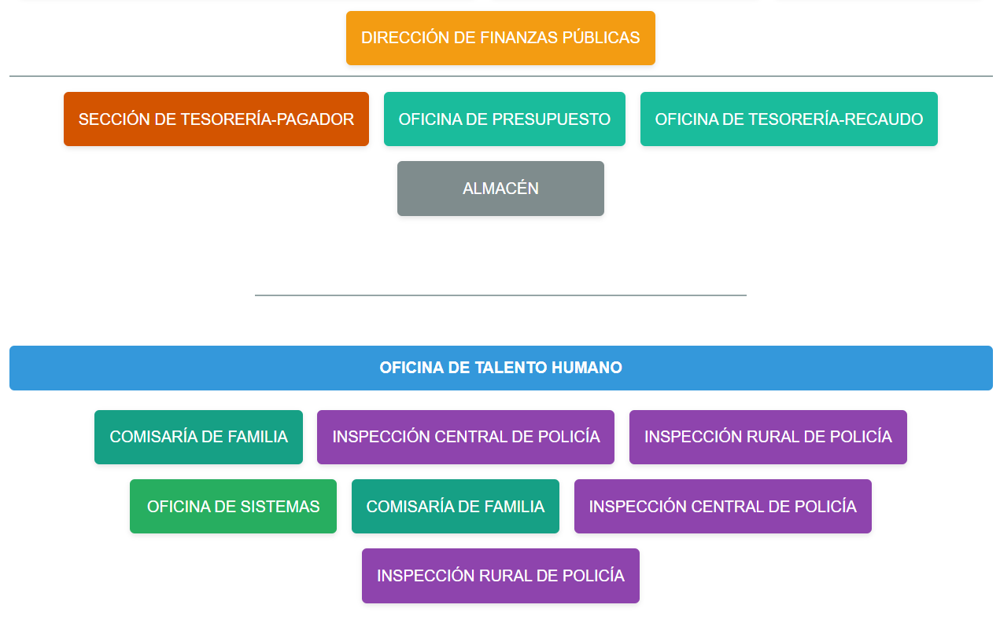 DIRECCIÓN DE FINANZAS PÚBLICAS
SECCIÓN DE TESORERÍA-PAGADOR
OFICINA DE PRESUPUESTO
OFICINA DE TESORERÍA-RECAUDO
ALMACÉN
OFICINA DE TALENTO HUMANO
COMISARÍA DE FAMILIA
INSPECCIÓN CENTRAL DE POLICÍA
INSPECCIÓN RURAL DE POLICÍA
OFICINA DE SISTEMAS
COMISARÍA DE FAMILIA
INSPECCIÓN CENTRAL DE POLICÍA
INSPECCIÓN RURAL DE POLICÍA